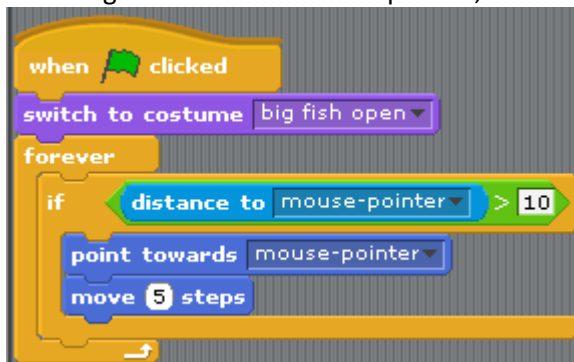 when clicked
switch to costume big fish open
forever
if distance to mouse-pointer > 10
point towards mouse-pointer
move 5 steps